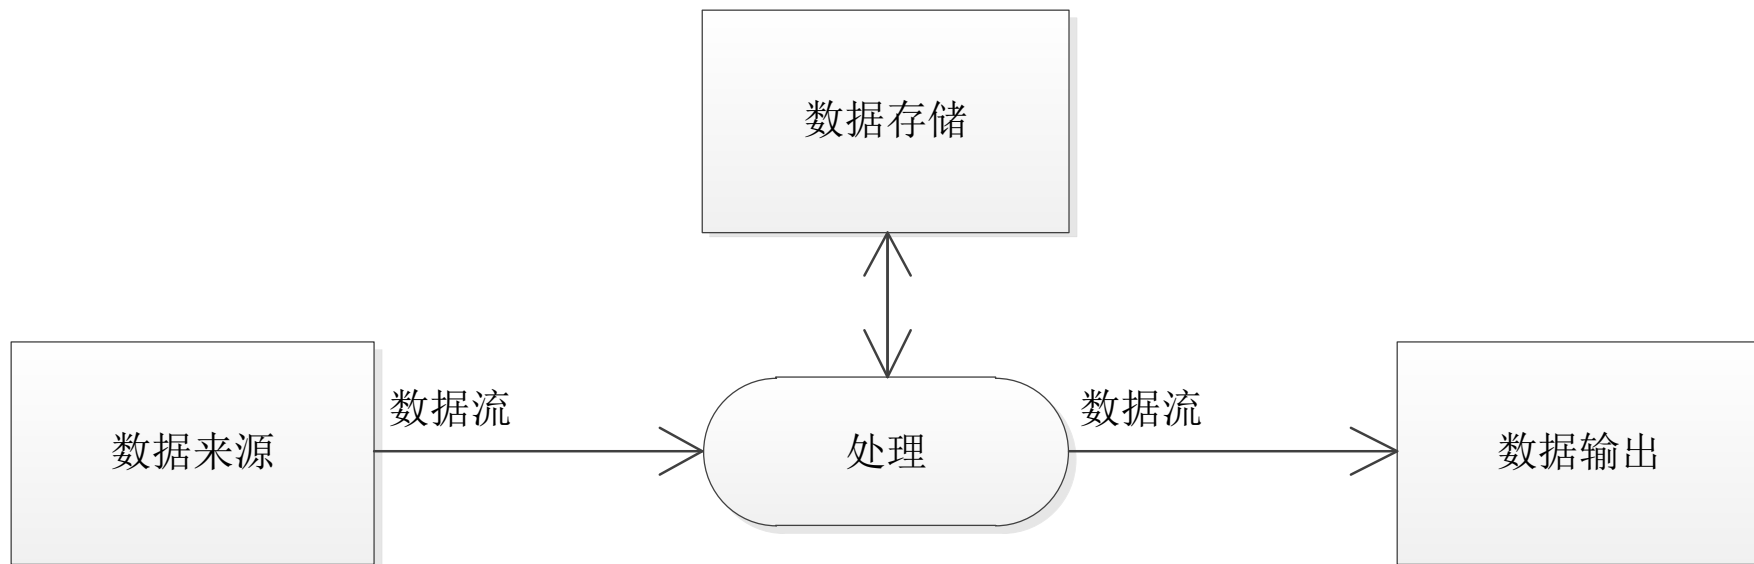 数据存储
数据流
数据流
数据来源
处理
数据输出